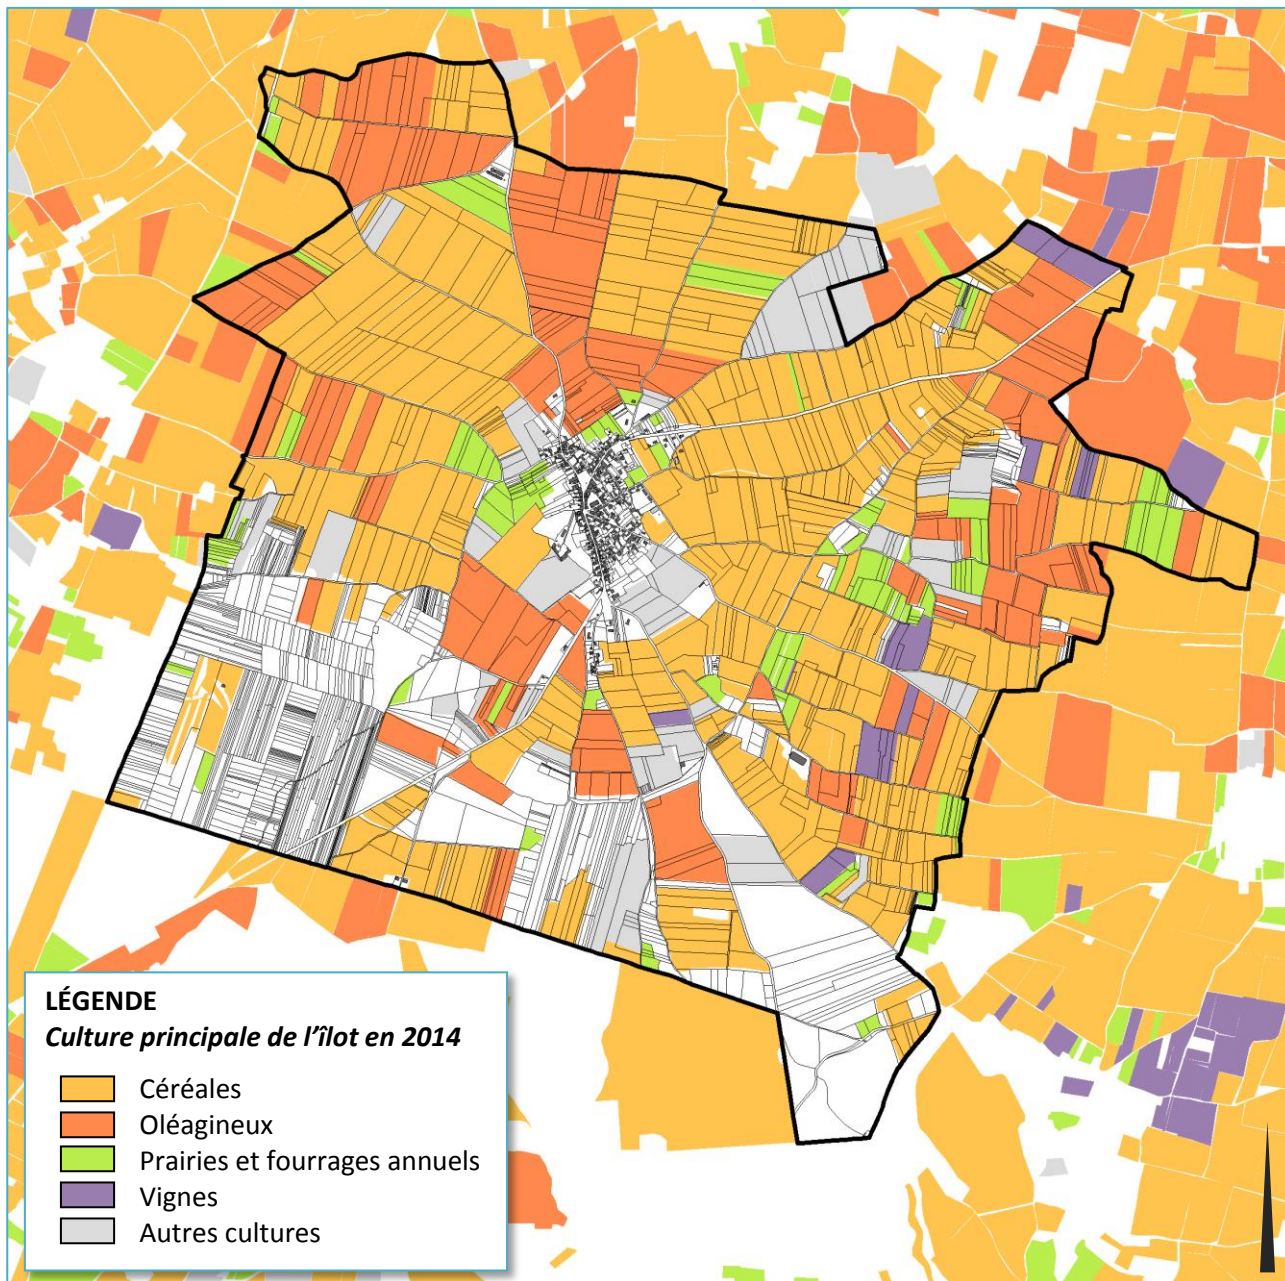 LÉGENDE
Culture principale de l’îlot en 2014
Céréales
Oléagineux
Prairies et fourrages annuels
Vignes
Autres cultures